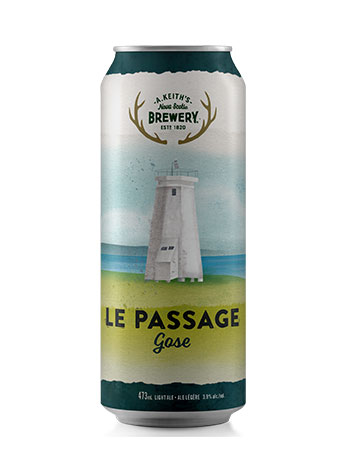 A. KEITH'S
Nova Scotia
BREWERY.
ESTD 1820
LE PASSAGE
Gose
473mL LIGHT ALE • ALE LÉGÈRE 3.9% alc./vol.